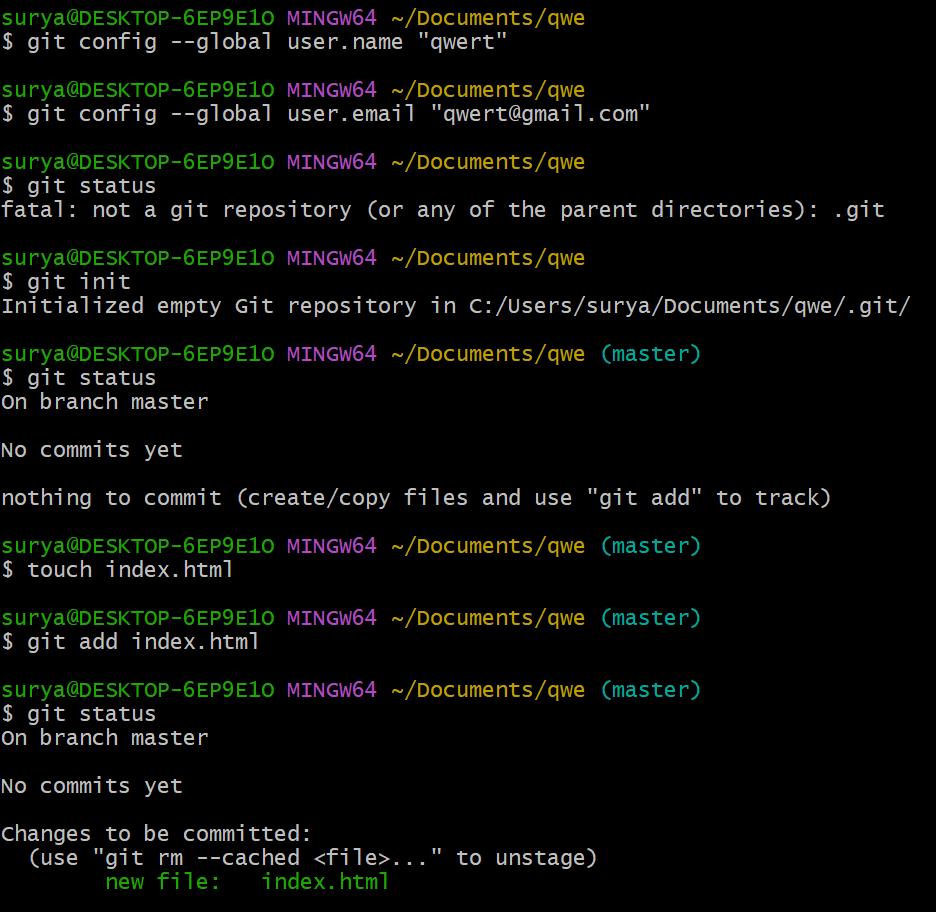 surya@DESKTOP-6EP9E1O MINGW64 ~/Documents/qwe
$ git config --global user.name "qwert"
surya@DESKTOP-6EP9E1O MINGW64 ~/Documents/qwe
$ git config --global user.email "qwert@gmail.com"
surya@DESKTOP-6EP9E1O MINGW64 ~/Documents/qwe
$ git status
fatal: not a git repository (or any of the parent directories): .git
surya@DESKTOP-6EP9E1O MINGW64 ~/Documents/qwe
$ git init
Initialized empty Git repository in C:/Users/surya/Documents/qwe/.git/
surya@DESKTOP-6EP9E1O MINGW64 ~/Documents/qwe (master)
$ git status
On branch master
No commits yet
nothing to commit (create/copy files and use "git add" to track)
surya@DESKTOP-6EP9E1O MINGW64 ~/Documents/qwe (master)
$ touch index.html
surya@DESKTOP-6EP9E1O MINGW64 ~/Documents/qwe (master)
$ git add index.html
surya@DESKTOP-6EP9E1O MINGW64 ~/Documents/qwe (master)
$ git status
On branch master
No commits yet
Changes to be committed:
  (use "git rm --cached <file>..." to unstage)
        new file:   index.html